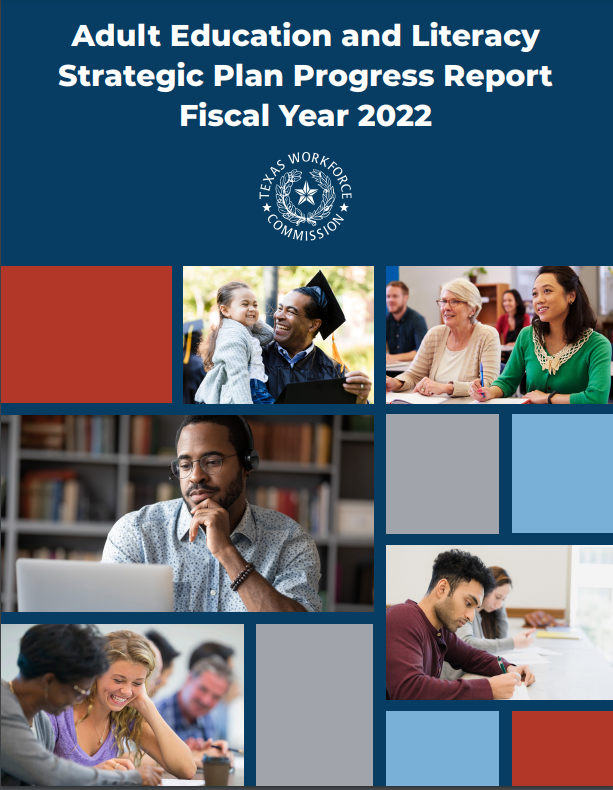 Adult Education and Literacy
Strategic Plan Progress Report
Fiscal Year 2022
TEXAS WORKFORCE
COMMISSION